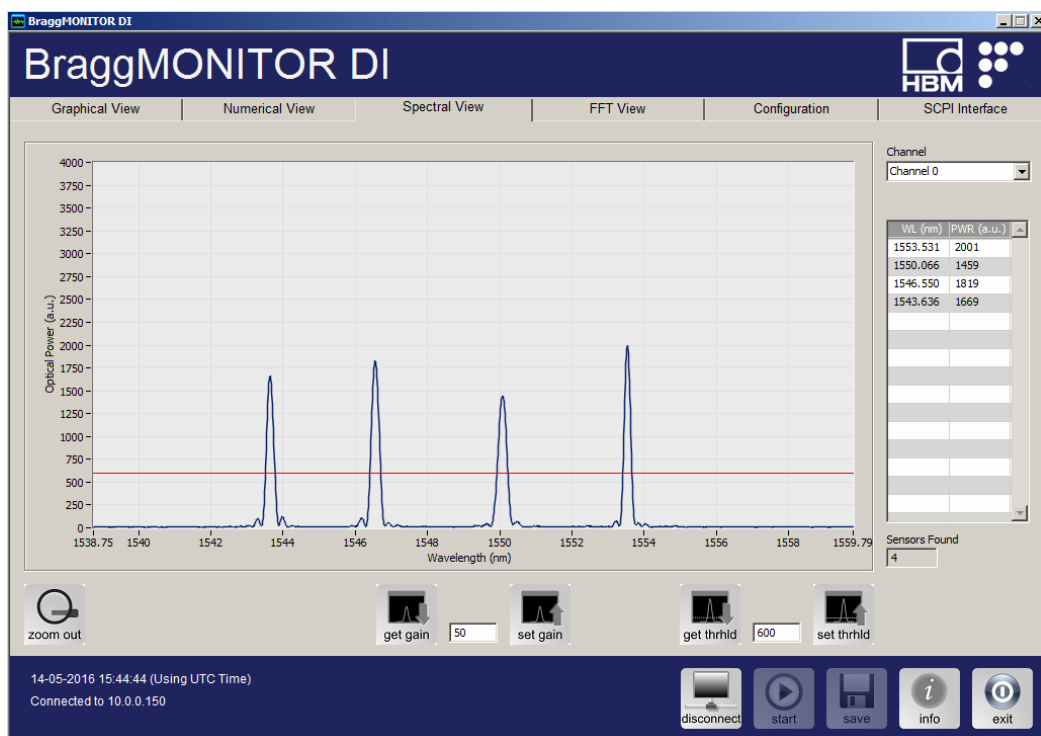 BraggMONITOR DI
BraggMONITOR DI
HBM
Graphical View Numerical View Spectral View FFT View Configuration SCPI Interface
Channel
Channel 0
4000
3750
3500
3250
3000
2750
2500
2250
2000
1750
1500
1250
1000
750
500
250
0
Optical Power (a.u.)
1538.75 1540 1542 1544 1546 1548 1550 1552 1554 1556 1558 1559.79
Wavelength (nm)
WL (nm) PWR (a.u.)
1553.531 2001
1550.066 1459
1546.550 1819
1543.636 1669
Sensors Found
4
zoom out
get gain 50 set gain
get thrhld 600 set thrhld
14-05-2016 15:44:44 (Using UTC Time)
Connected to 10.0.0.150
disconnect start save info exit